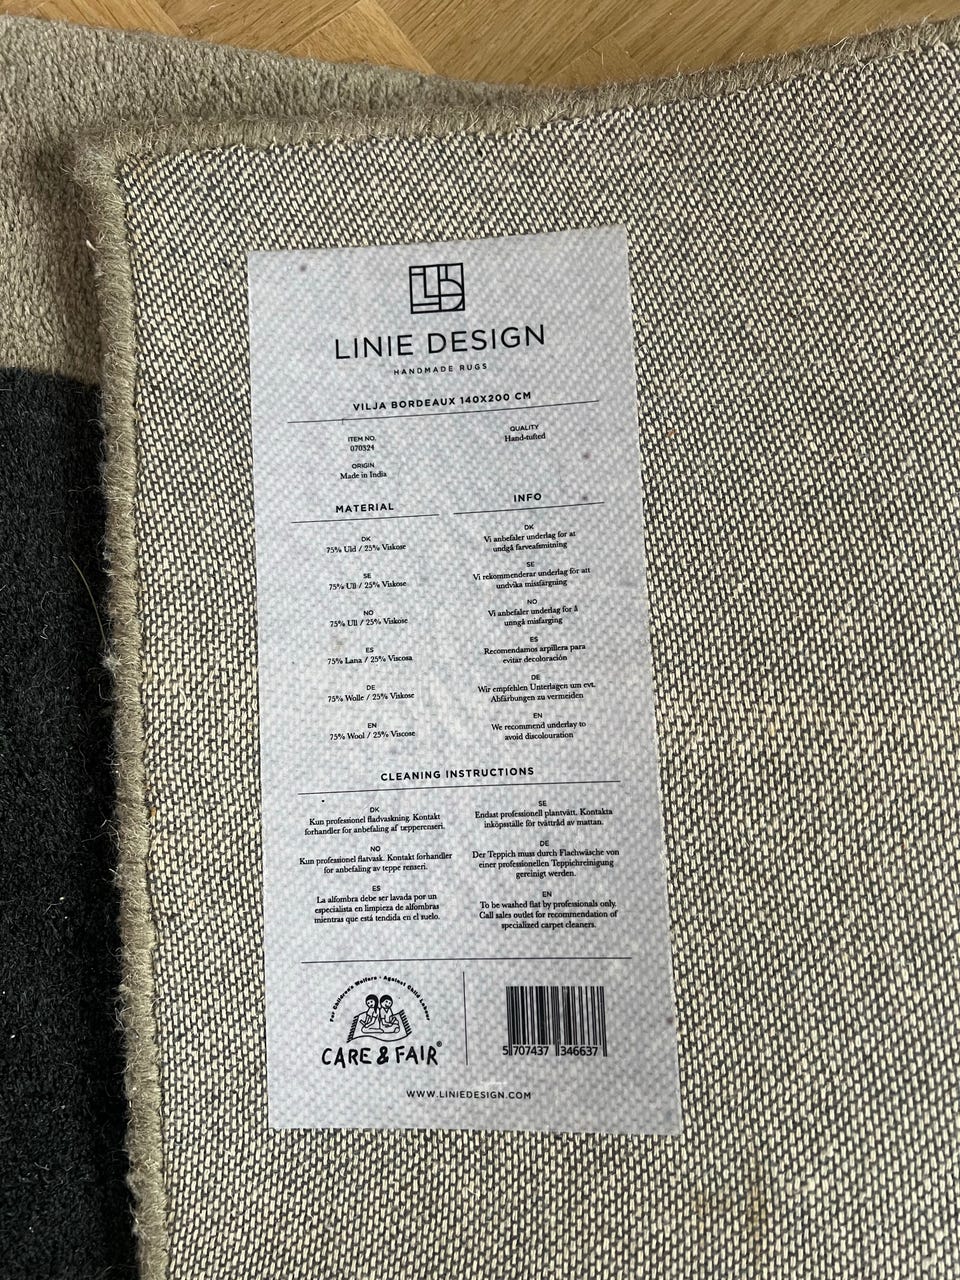 LINIE DESIGN
HANDMADE RUGS
VILJA BORDEAUX 140X200 CM
ITEM NO.
070324
QUALITY
Hand-tufted
ORIGIN
Made in India
MATERIAL
DK
75% Uld / 25% Viskose
SE
75% Ull / 25% Viskose
NO
75% Ull / 25% Viskose
ES
75% Lana / 25% Viscosa
DE
75% Wolle / 25% Viskose
EN
75% Wool / 25% Viscose
INFO
DK
Vi anbefaler underlag for at
undgå farveafsmitning
SE
Vi rekommenderar underlag för att
undvika missfärgning
NO
Vi anbefaler underlag for å
unngå misfarging
ES
Recomendamos arpillera para
evitar decoloración
DE
Wir empfehlen Unterlagen um evt.
Abfärbungen zu vermeiden
EN
We recommend underlay to
avoid discolouration
CLEANING INSTRUCTIONS
DK
Kun professionel fladvaskning. Kontakt
forhandler for anbefaling af tæpperenseri.
NO
Kun professionel flatvask. Kontakt forhandler
for anbefaling av teppe renseri.
ES
La alfombra debe ser lavada por un
especialista en limpieza de alfombras
mientras que está tendida en el suelo.
SE
Endast professionell plantvätt. Kontakta
inköpsställe för tvättråd av mattan.
DE
Der Teppich muss durch Flachwäsche von
einer professionellen Teppichreinigung
gereinigt werden.
EN
To be washed flat by professionals only.
Call sales outlet for recommendation of
specialized carpet cleaners.
For Children's Welfare - Against Child Labour
CARE & FAIR®
5 707437 346637
WWW.LINIEDESIGN.COM